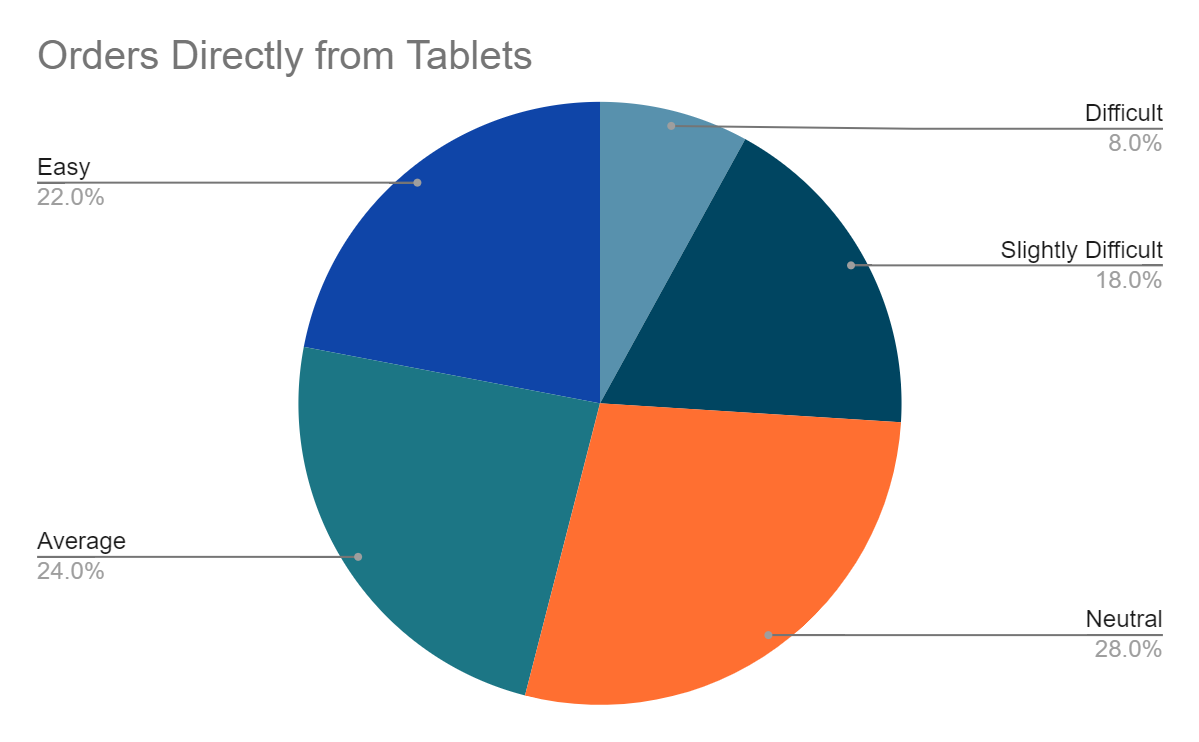 Orders Directly from Tablets
Difficult
8.0%
Easy
22.0%
Slightly Difficult
18.0%
Average
24.0%
Neutral
28.0%